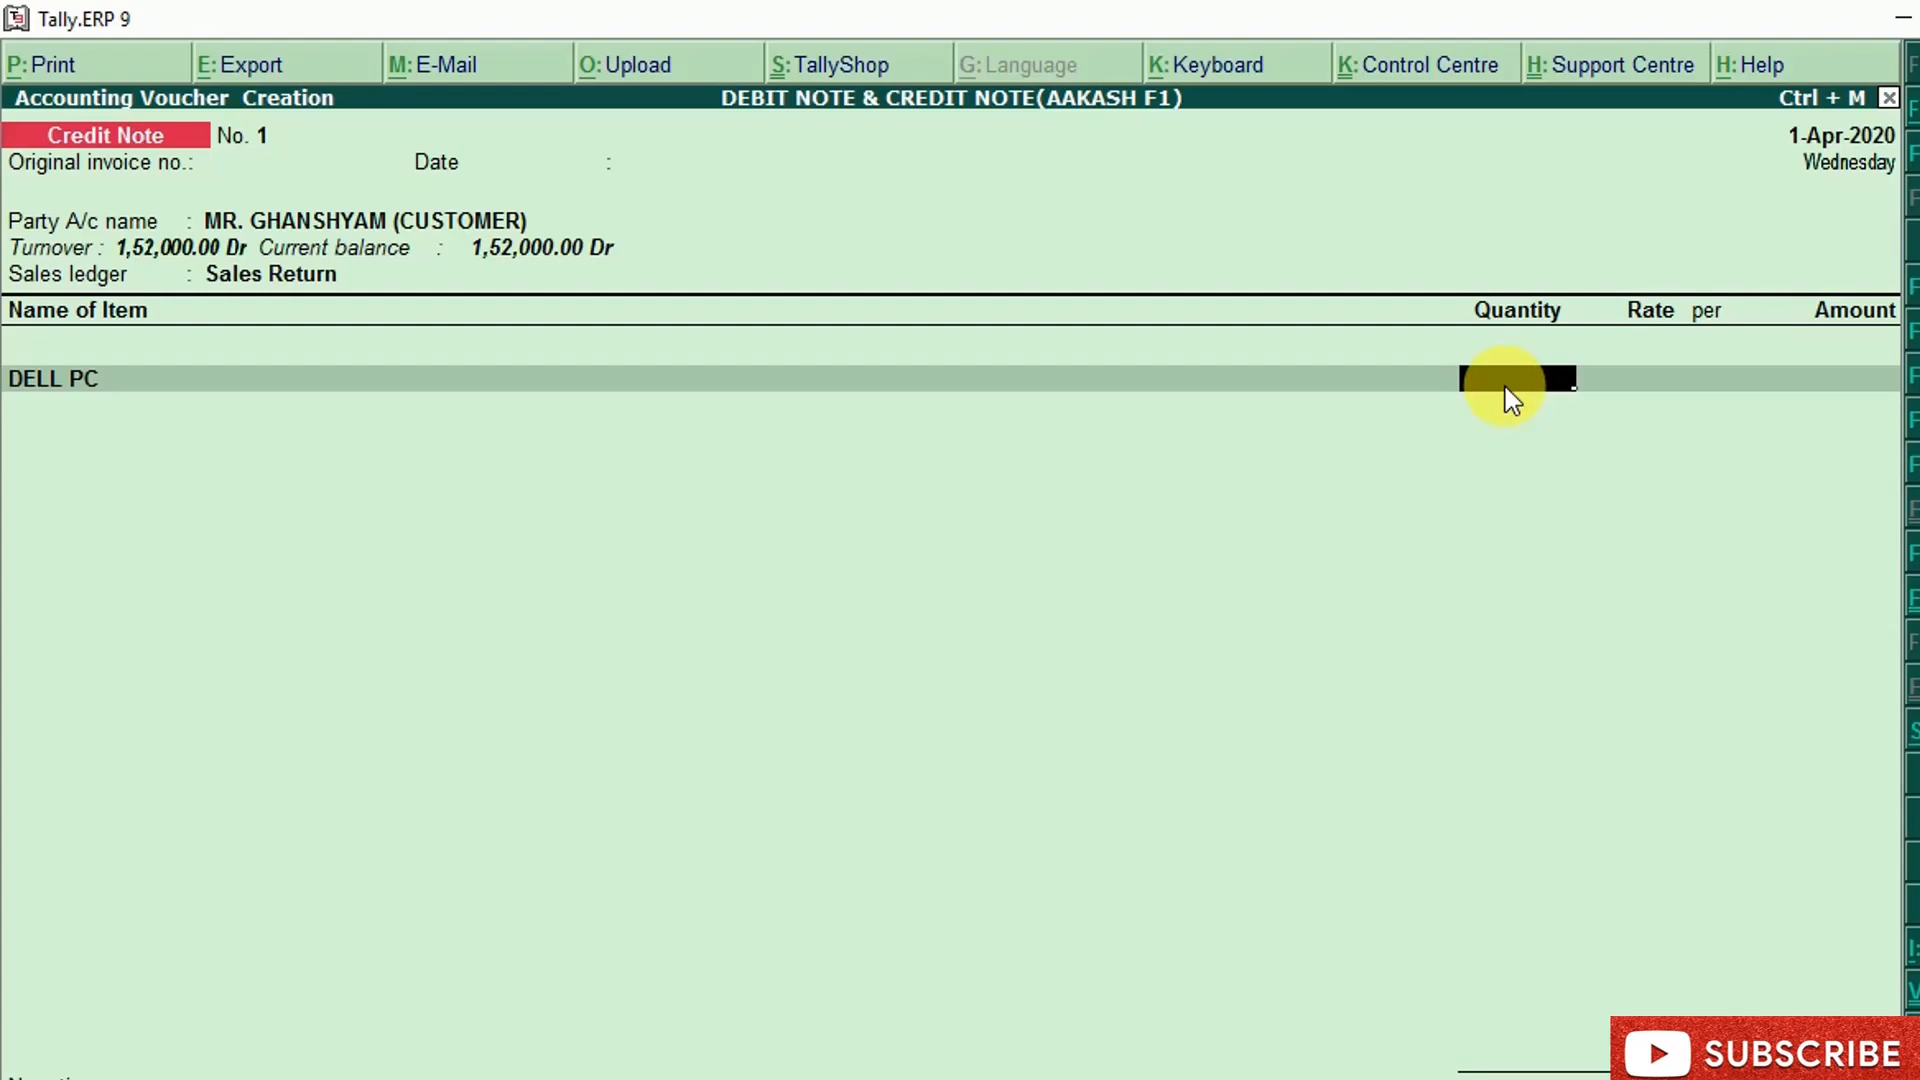 Tally.ERP 9
P: Print E: Export M: E-Mail O: Upload S: TallyShop G: Language K: Keyboard K: Control Centre H: Support Centre H: Help
Accounting Voucher Creation DEBIT NOTE & CREDIT NOTE(AAKASH F1) Ctrl + M
Credit Note No. 1 1-Apr-2020
Original invoice no.: Date : Wednesday
Party A/c name : MR. GHANSHYAM (CUSTOMER)
Turnover : 1,52,000.00 Dr Current balance : 1,52,000.00 Dr
Sales ledger : Sales Return
Name of Item Quantity Rate per Amount
DELL PC
SUBSCRIBE